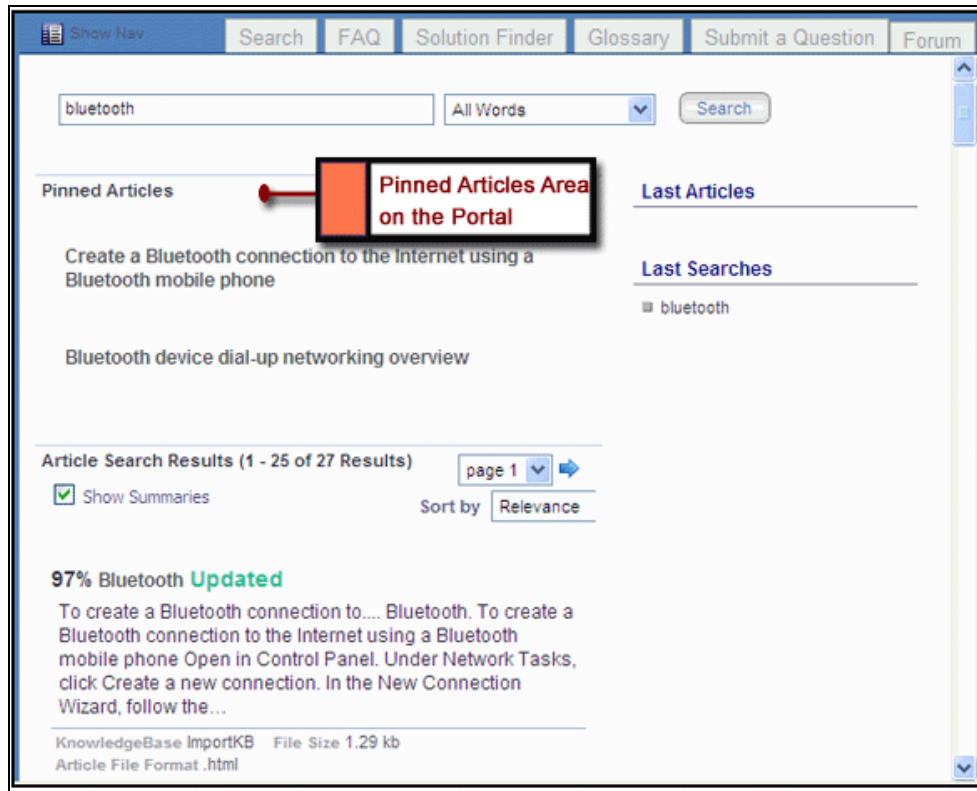 Show Nav
Search
FAQ
Solution Finder
Glossary
Submit a Question
Forum
bluetooth
All Words
Search
Pinned Articles
Pinned Articles Area
on the Portal
Create a Bluetooth connection to the Internet using a
Bluetooth mobile phone
Bluetooth device dial-up networking overview
Last Articles
Last Searches
bluetooth
Article Search Results (1 - 25 of 27 Results)
page 1
Show Summaries
Sort by Relevance
97% Bluetooth Updated
To create a Bluetooth connection to.... Bluetooth. To create a
Bluetooth connection to the Internet using a Bluetooth
mobile phone Open in Control Panel. Under Network Tasks,
click Create a new connection. In the New Connection
Wizard, follow the...
KnowledgeBase ImportKB File Size 1.29 kb
Article File Format .html